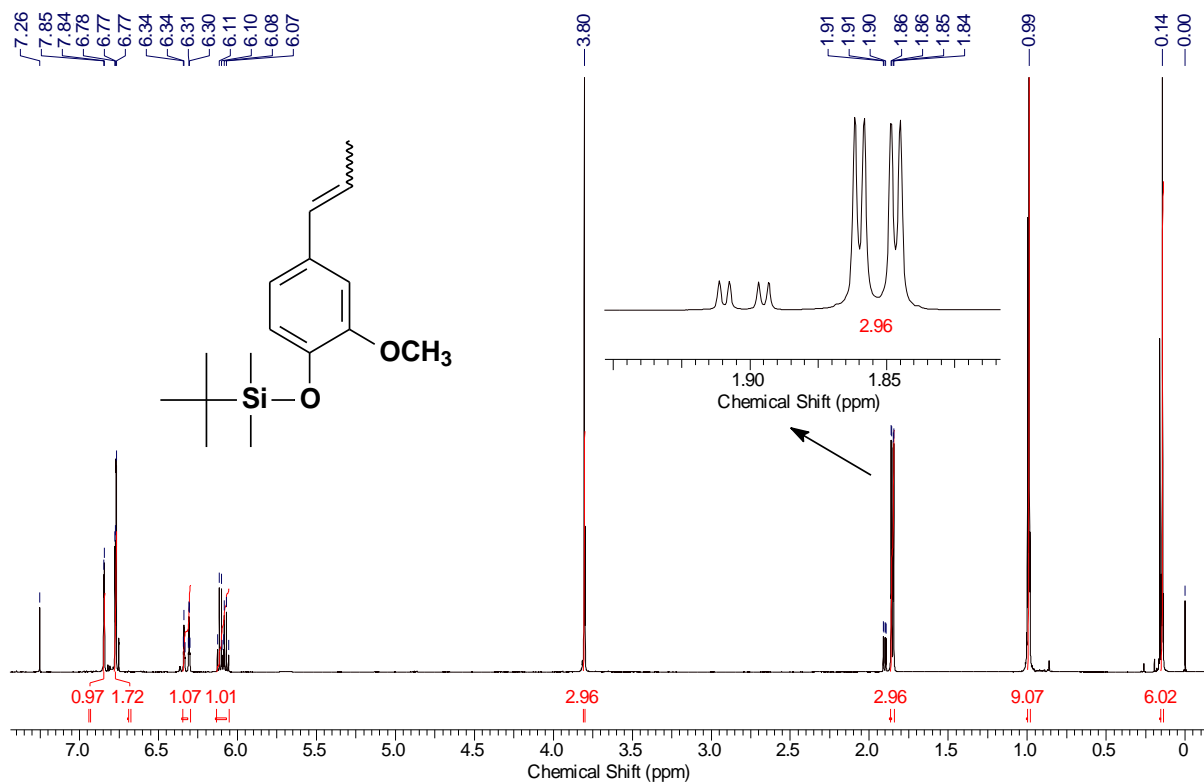 7.26 7.85 7.84 6.78 6.77 6.77 6.34 6.34 6.31 6.30 6.11 6.10 6.08 6.07 3.80 1.91 1.91 1.90 1.86 1.86 1.85 1.84 0.99 0.14 0.00
OCH3
Si O
2.96
1.90 1.85
Chemical Shift (ppm)
0.97 1.72 1.07 1.01 2.96 2.96 9.07 6.02
7.0 6.5 6.0 5.5 5.0 4.5 4.0 3.5 3.0 2.5 2.0 1.5 1.0 0.5 0
Chemical Shift (ppm)